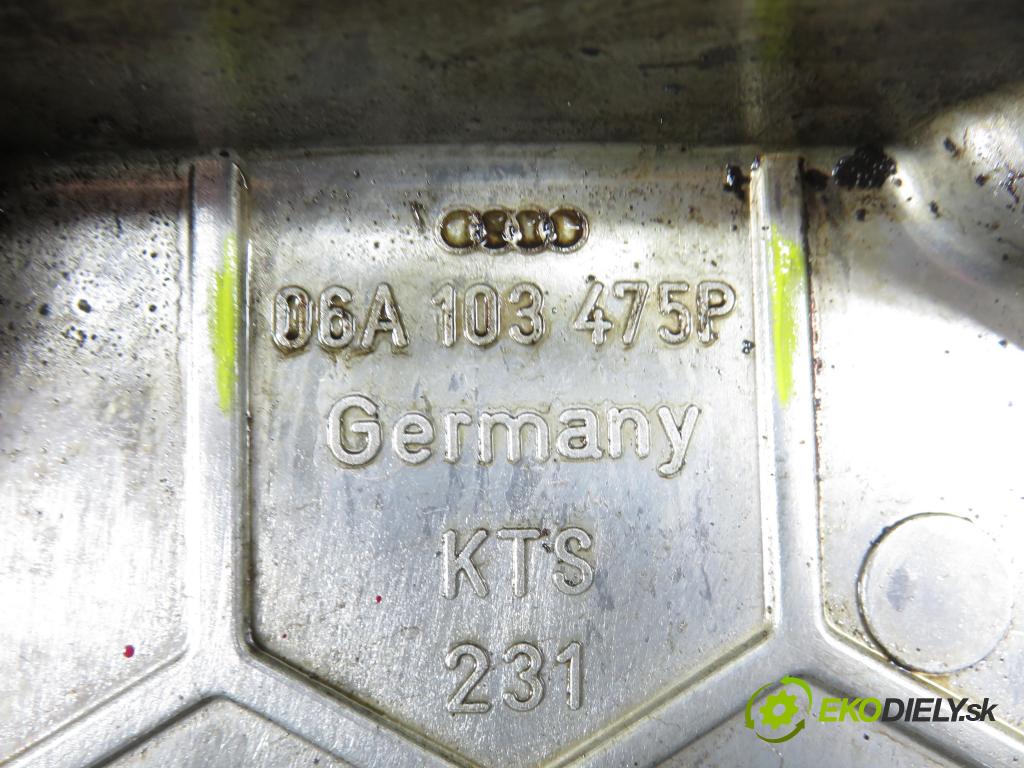 06A 103 475P
Germany
KTS
231
EKODIELY.sk